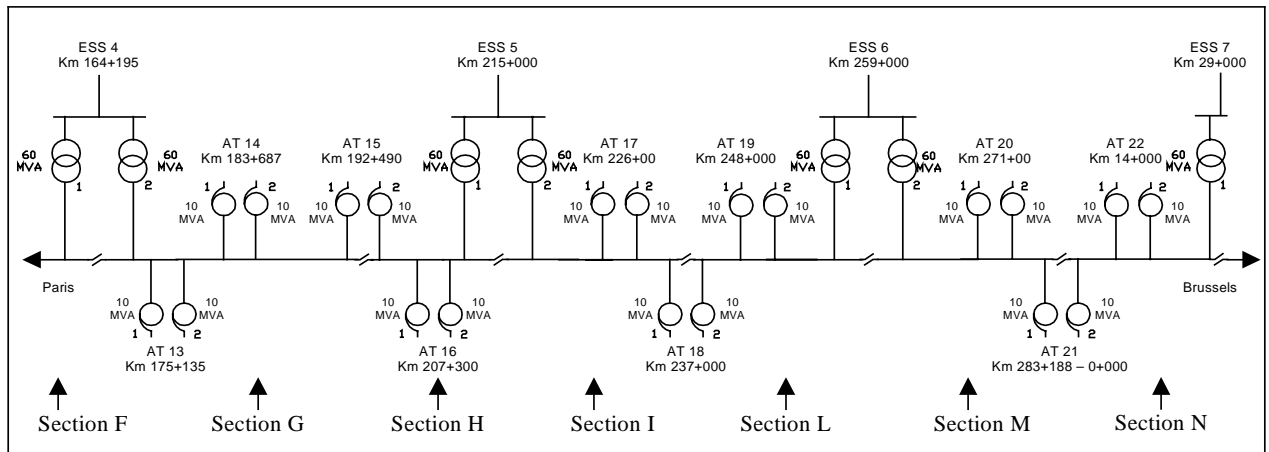 ESS 4
Km 164+195
ESS 5
Km 215+000
ESS 6
Km 259+000
ESS 7
Km 29+000
60
MVA
1
60
MVA
2
AT 14
Km 183+687
1
2
10
MVA
10
MVA
AT 15
Km 192+490
1
2
10
MVA
10
MVA
60
MVA
1
60
MVA
2
AT 17
Km 226+00
1
2
10
MVA
10
MVA
AT 19
Km 248+000
1
2
10
MVA
10
MVA
60
MVA
1
60
MVA
2
AT 20
Km 271+00
1
2
10
MVA
10
MVA
AT 22
Km 14+000
1
2
10
MVA
10
MVA
60
MVA
1
Paris
Brussels
10
MVA
1
10
MVA
2
AT 13
Km 175+135
10
MVA
1
10
MVA
2
AT 16
Km 207+300
10
MVA
1
10
MVA
2
AT 18
Km 237+000
10
MVA
1
10
MVA
2
AT 21
Km 283+188 – 0+000
Section F
Section G
Section H
Section I
Section L
Section M
Section N